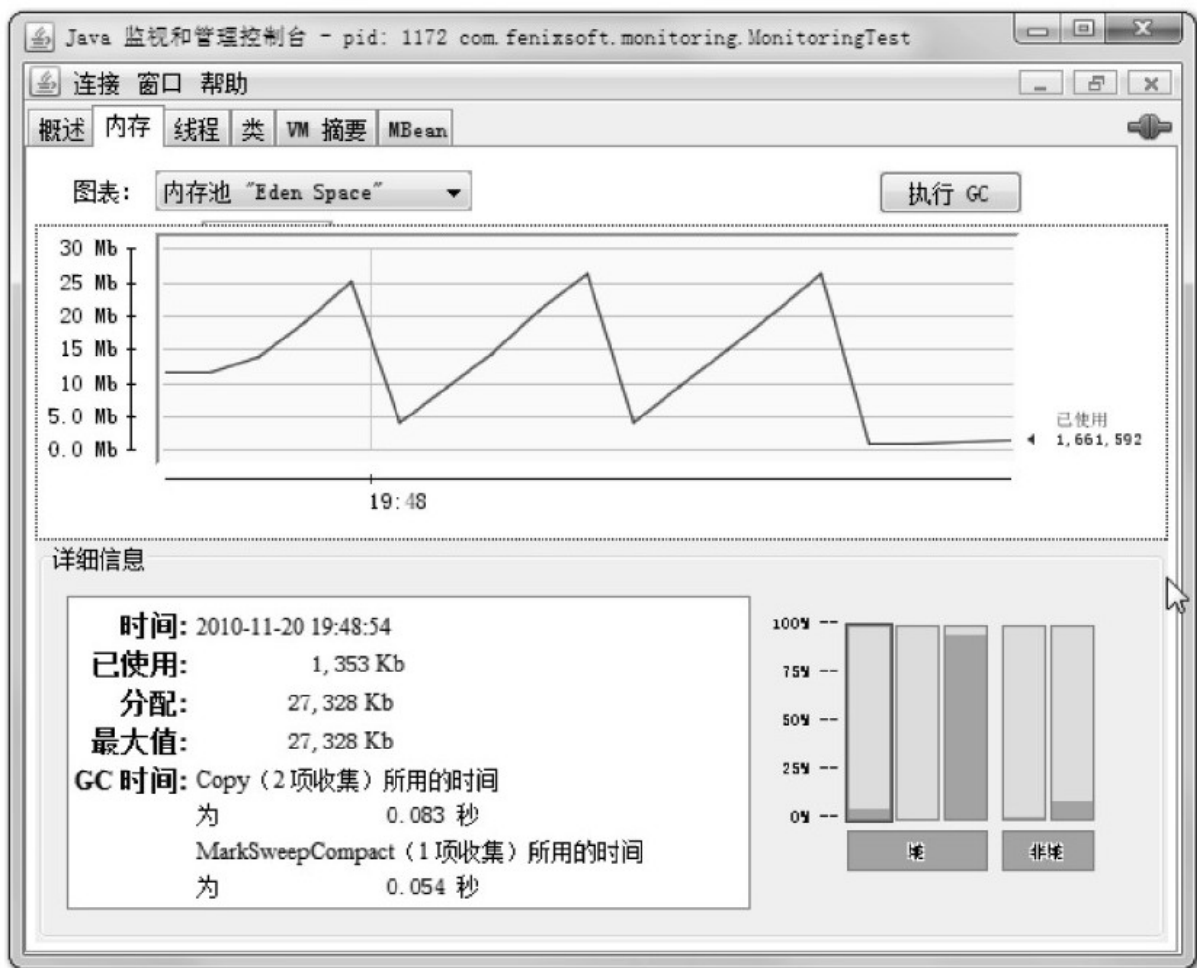 Java 监视和管理控制台 - pid: 1172 com.fenixsoft.monitoring.MonitoringTest
连接 窗口 帮助
概述 内存 线程 类 VM 摘要 MBean
图表: 内存池 "Eden Space" 执行 GC
30 Mb
25 Mb
20 Mb
15 Mb
10 Mb
5.0 Mb
0.0 Mb
已使用
1,661,592
19:48
详细信息
时间: 2010-11-20 19:48:54
已使用: 1, 353 Kb
分配: 27, 328 Kb
最大值: 27, 328 Kb
GC 时间: Copy（2 项收集）所用的时间
为 0.083 秒
MarkSweepCompact（1 项收集）所用的时间
为 0.054 秒
100% --
75% --
50% --
25% --
0% --
堆 非堆